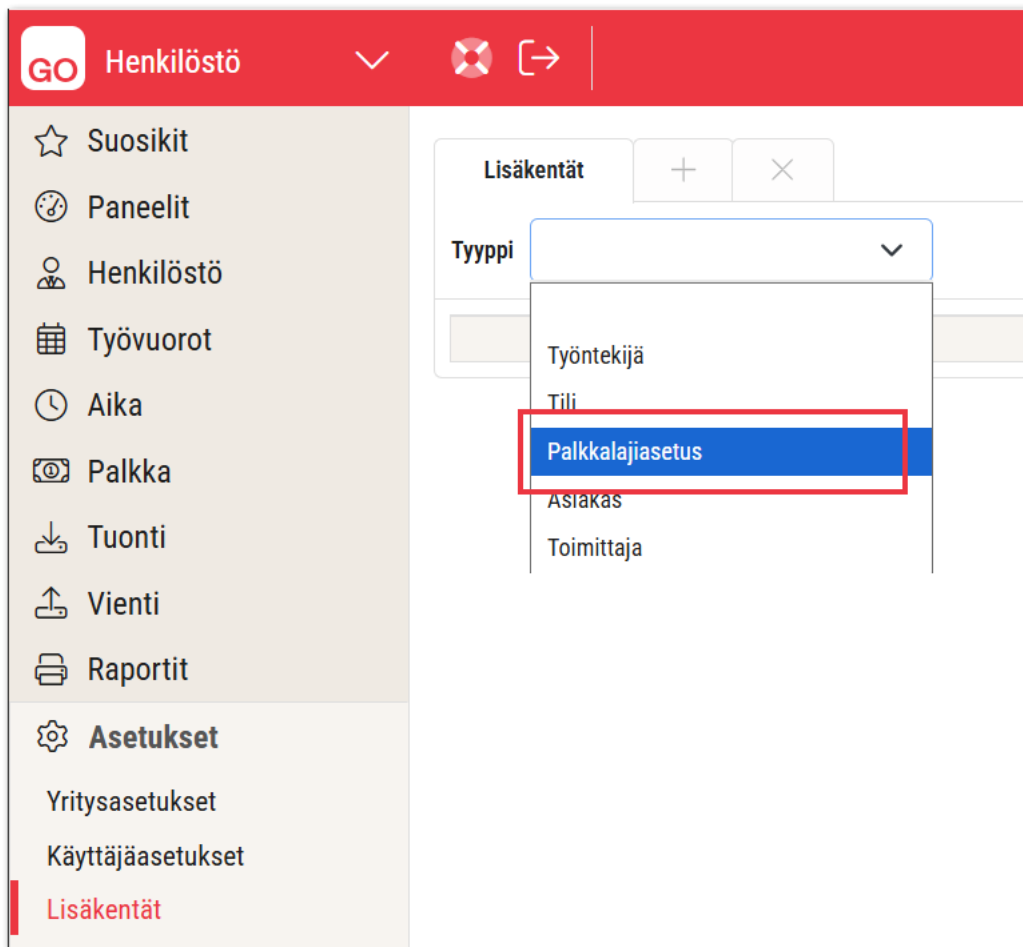 GO Henkilöstö
Suosikit
Paneelit
Henkilöstö
Työvuorot
Aika
Palkka
Tuonti
Vienti
Raportit
Asetukset
Yritysasetukset
Käyttäjäasetukset
Lisäkentät
Lisäkentät
Tyyppi
Työntekijä
Tili
Palkkalajiasetus
Asiakas
Toimittaja